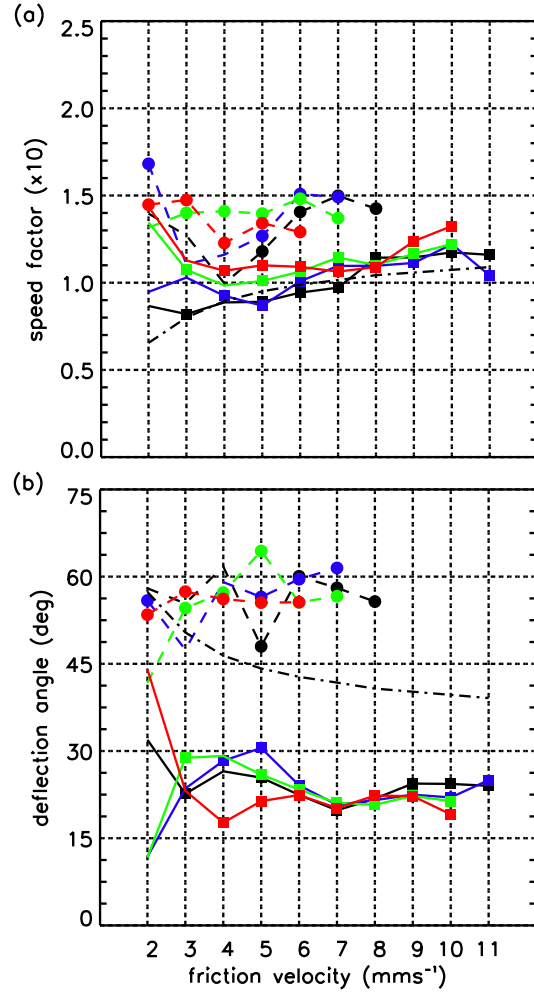 (a)
2.5
2.0
1.5
1.0
0.5
0.0
speed factor (x10)
(b)
75
60
45
30
15
0
deflection angle (deg)
2 3 4 5 6 7 8 9 10 11
friction velocity (mms⁻¹)